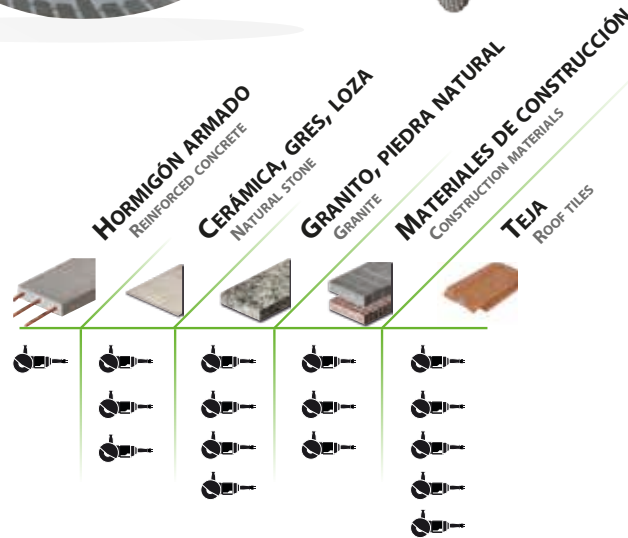 HORMIGÓN ARMADO
REINFORCED CONCRETE
CERÁMICA, GRES, LOZA
NATURAL STONE
GRANITO, PIEDRA NATURAL
GRANITE
MATERIALES DE CONSTRUCCIÓN
CONSTRUCTION MATERIALS
TEJA
ROOF TILES